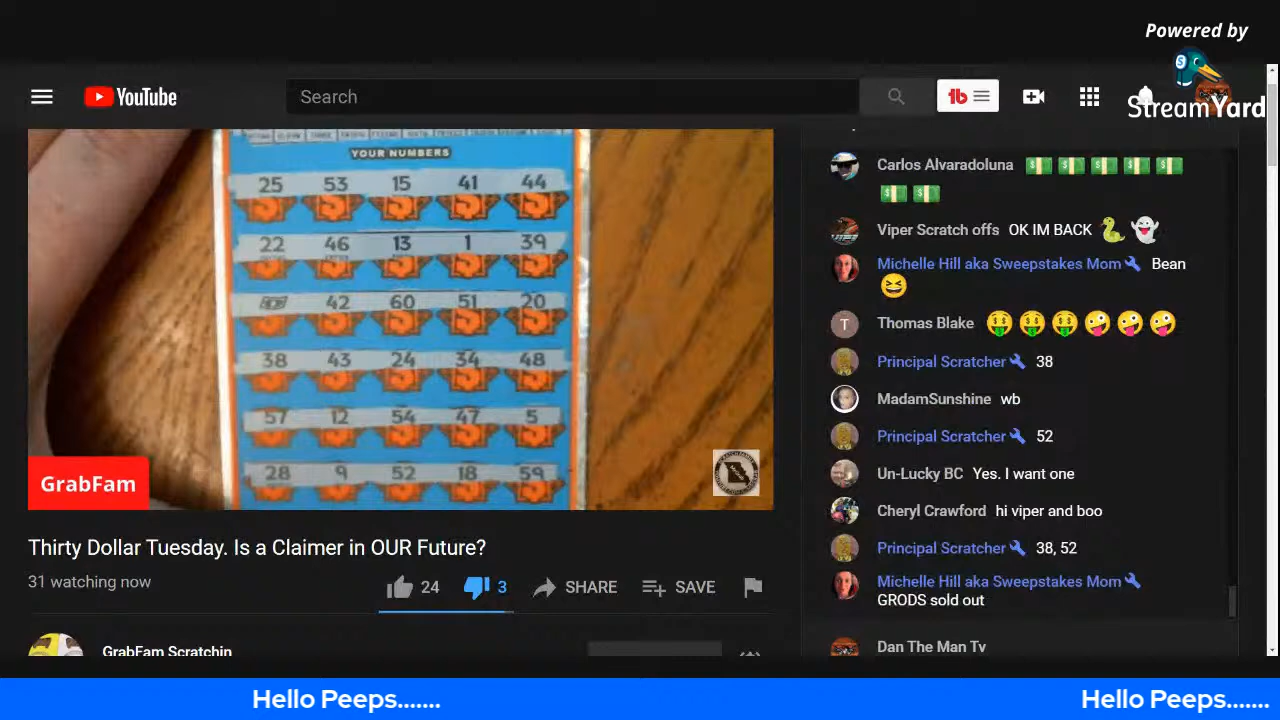 Powered by
StreamYard
YouTube
Search
YOUR NUMBERS
25 53 15 41 44
22 46 13 1 39
42 60 51 20
38 43 24 34 48
57 12 54 47 5
28 9 52 18 59
GrabFam
Thirty Dollar Tuesday. Is a Claimer in OUR Future?
31 watching now
24
3
SHARE
SAVE
GrabFam Scratchin
Carlos Alvaradoluna 💵💵💵💵💵
💵💵
Viper Scratch offs OK IM BACK 🐍👻
Michelle Hill aka Sweepstakes Mom Bean
😆
T
Thomas Blake 🤑🤑🤑🤪🤪🤪
Principal Scratcher 38
MadamSunshine wb
Principal Scratcher 52
Un-Lucky BC Yes. I want one
Cheryl Crawford hi viper and boo
Principal Scratcher 38, 52
Michelle Hill aka Sweepstakes Mom
GRODS sold out
Dan The Man Tv
Hello Peeps....... Hello Peeps.......